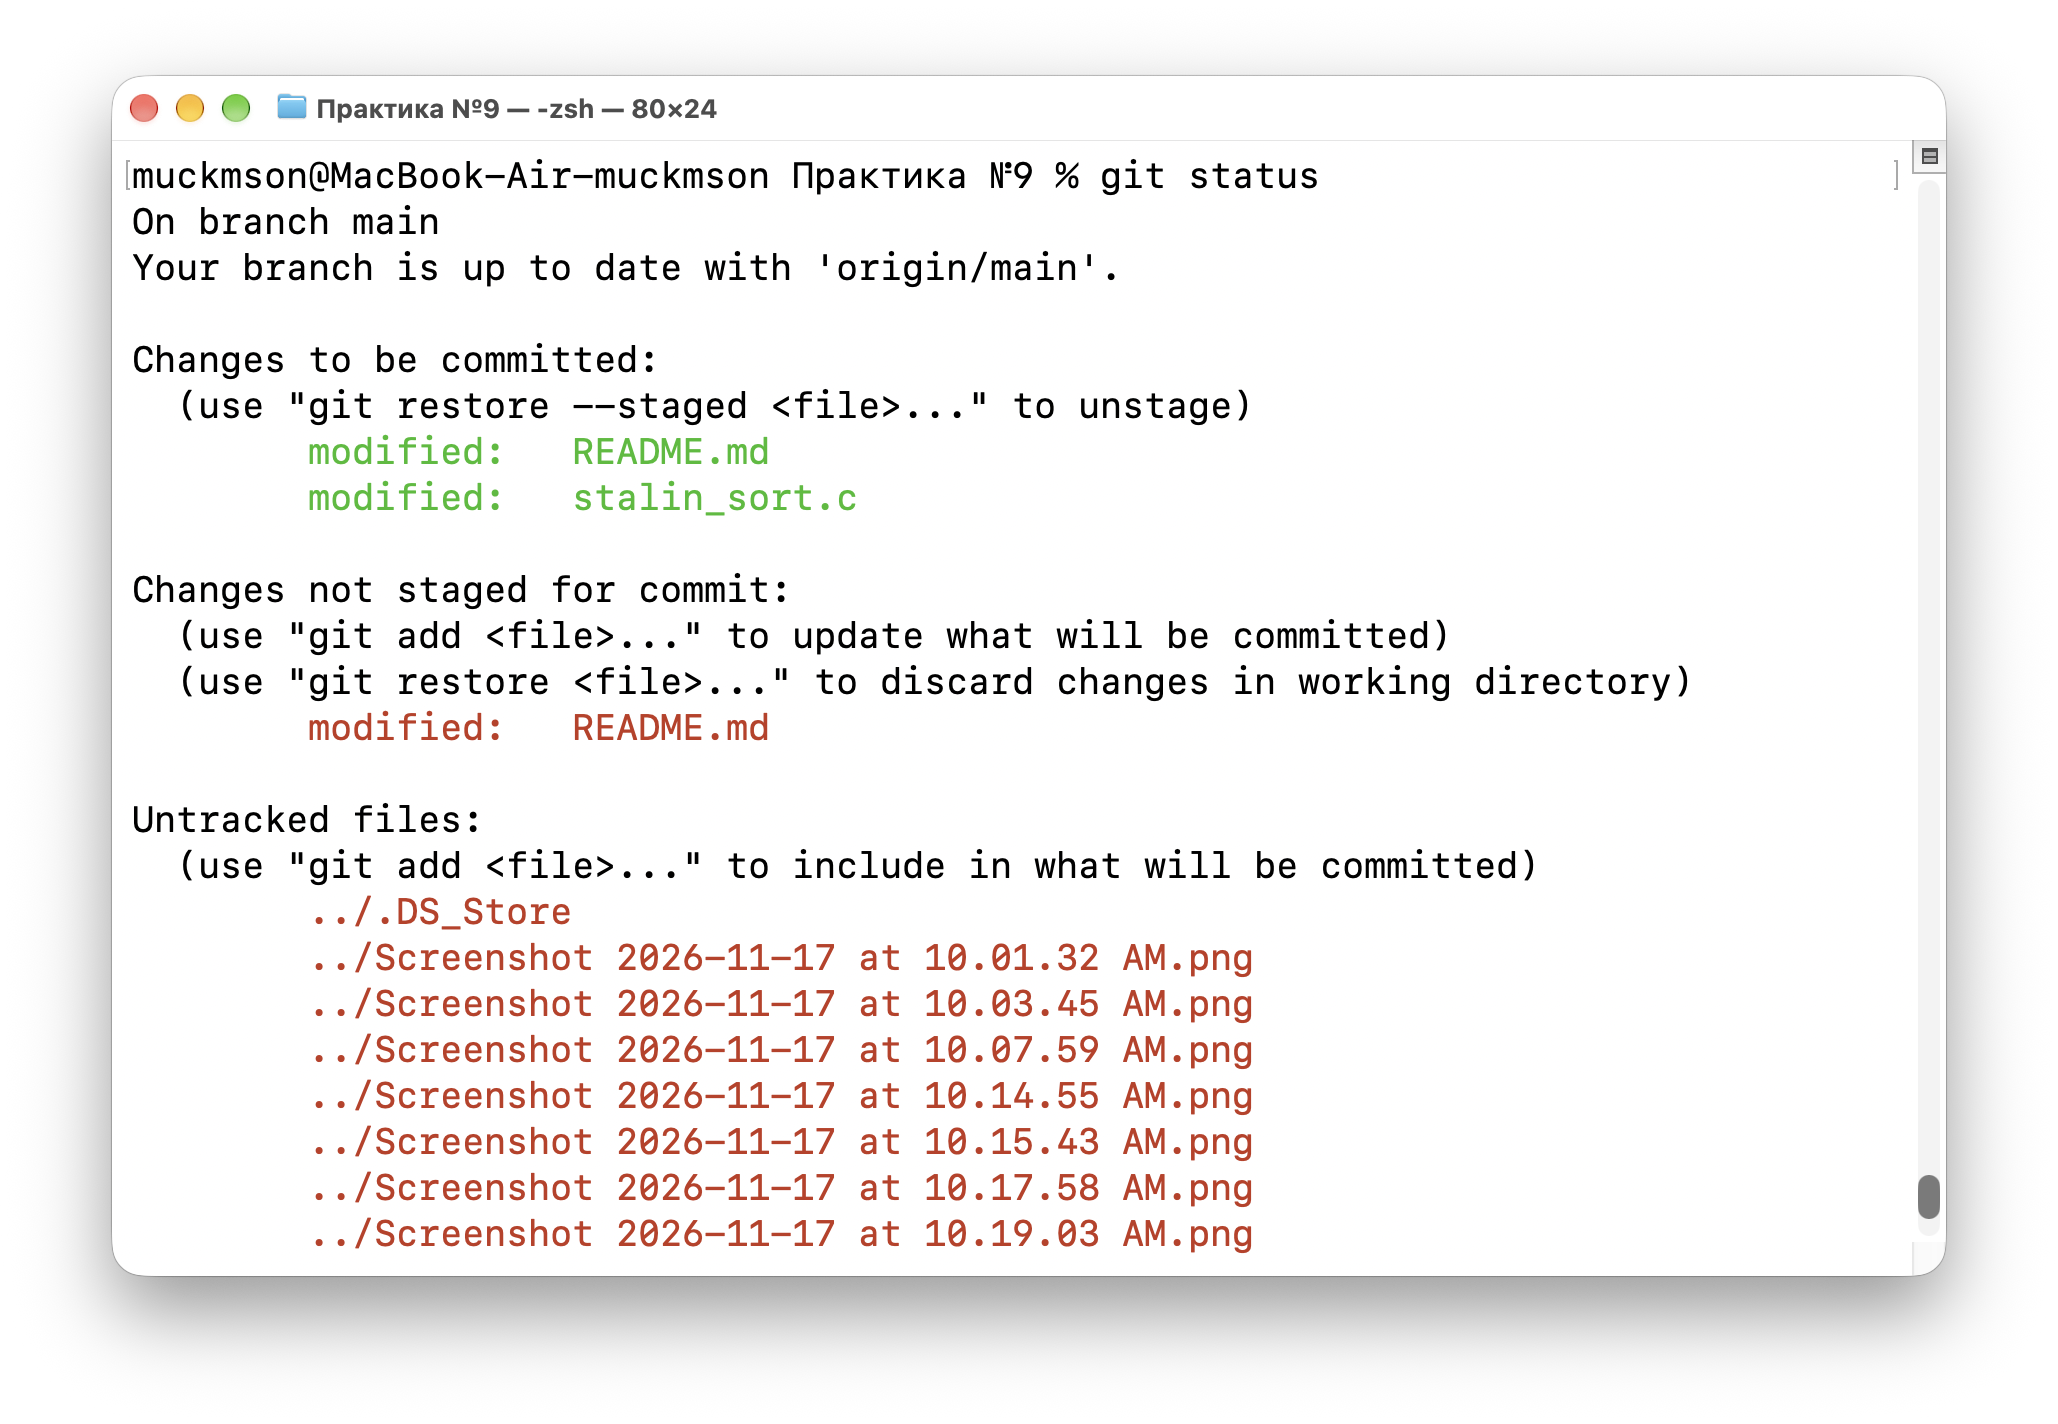 Практика №9 — -zsh — 80×24
muckmson@MacBook-Air-muckmson Практика №9 % git status
On branch main
Your branch is up to date with 'origin/main'.
Changes to be committed:
  (use "git restore --staged <file>..." to unstage)
        modified:   README.md
        modified:   stalin_sort.c
Changes not staged for commit:
  (use "git add <file>..." to update what will be committed)
  (use "git restore <file>..." to discard changes in working directory)
        modified:   README.md
Untracked files:
  (use "git add <file>..." to include in what will be committed)
        ../.DS_Store
        ../Screenshot 2026-11-17 at 10.01.32 AM.png
        ../Screenshot 2026-11-17 at 10.03.45 AM.png
        ../Screenshot 2026-11-17 at 10.07.59 AM.png
        ../Screenshot 2026-11-17 at 10.14.55 AM.png
        ../Screenshot 2026-11-17 at 10.15.43 AM.png
        ../Screenshot 2026-11-17 at 10.17.58 AM.png
        ../Screenshot 2026-11-17 at 10.19.03 AM.png